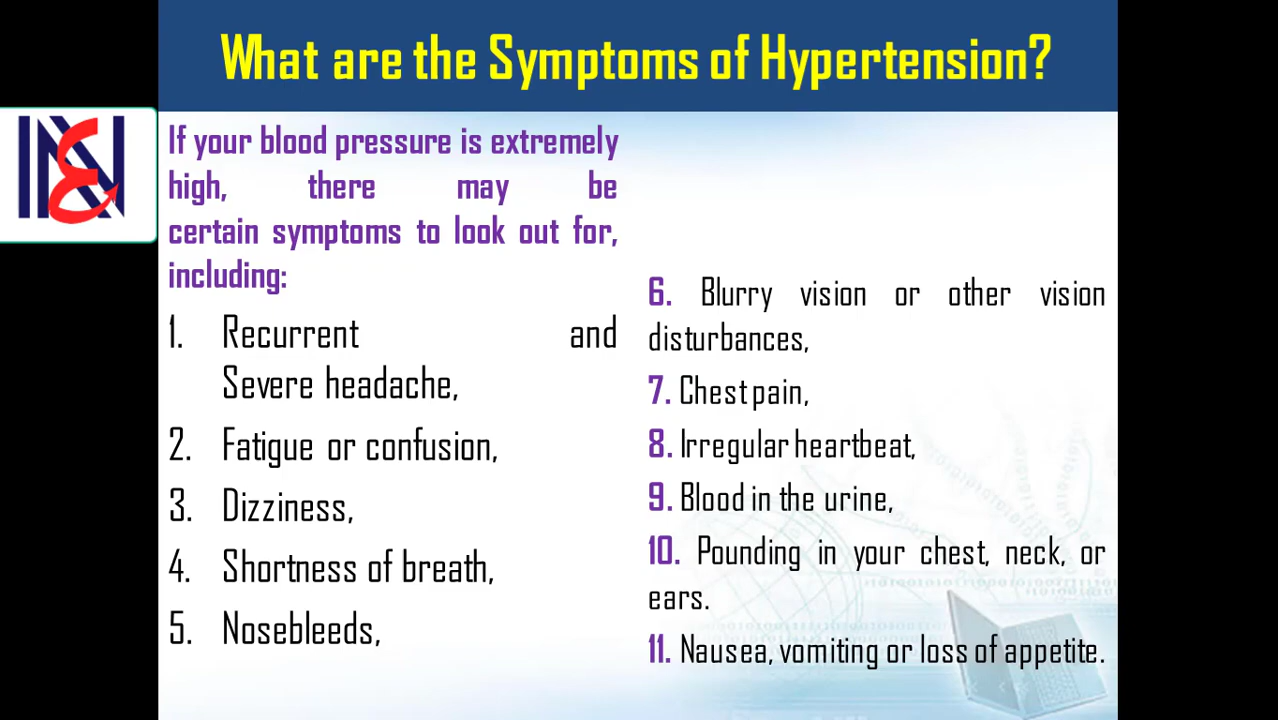 What are the Symptoms of Hypertension?
If your blood pressure is extremely
high, there may be
certain symptoms to look out for,
including:
1. Recurrent and
Severe headache,
2. Fatigue or confusion,
3. Dizziness,
4. Shortness of breath,
5. Nosebleeds,
6. Blurry vision or other vision
disturbances,
7. Chest pain,
8. Irregular heartbeat,
9. Blood in the urine,
10. Pounding in your chest, neck, or
ears.
11. Nausea, vomiting or loss of appetite.